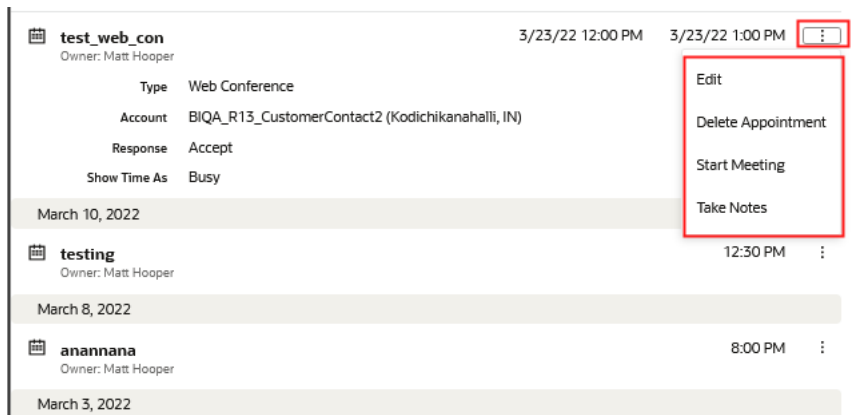 test_web_con 3/23/22 12:00 PM 3/23/22 1:00 PM
Owner: Matt Hooper
Type Web Conference
Account BIQA_R13_CustomerContact2 (Kodichikanahalli, IN)
Response Accept
Show Time As Busy
Edit
Delete Appointment
Start Meeting
Take Notes
March 10, 2022
testing 12:30 PM
Owner: Matt Hooper
March 8, 2022
anannana 8:00 PM
Owner: Matt Hooper
March 3, 2022